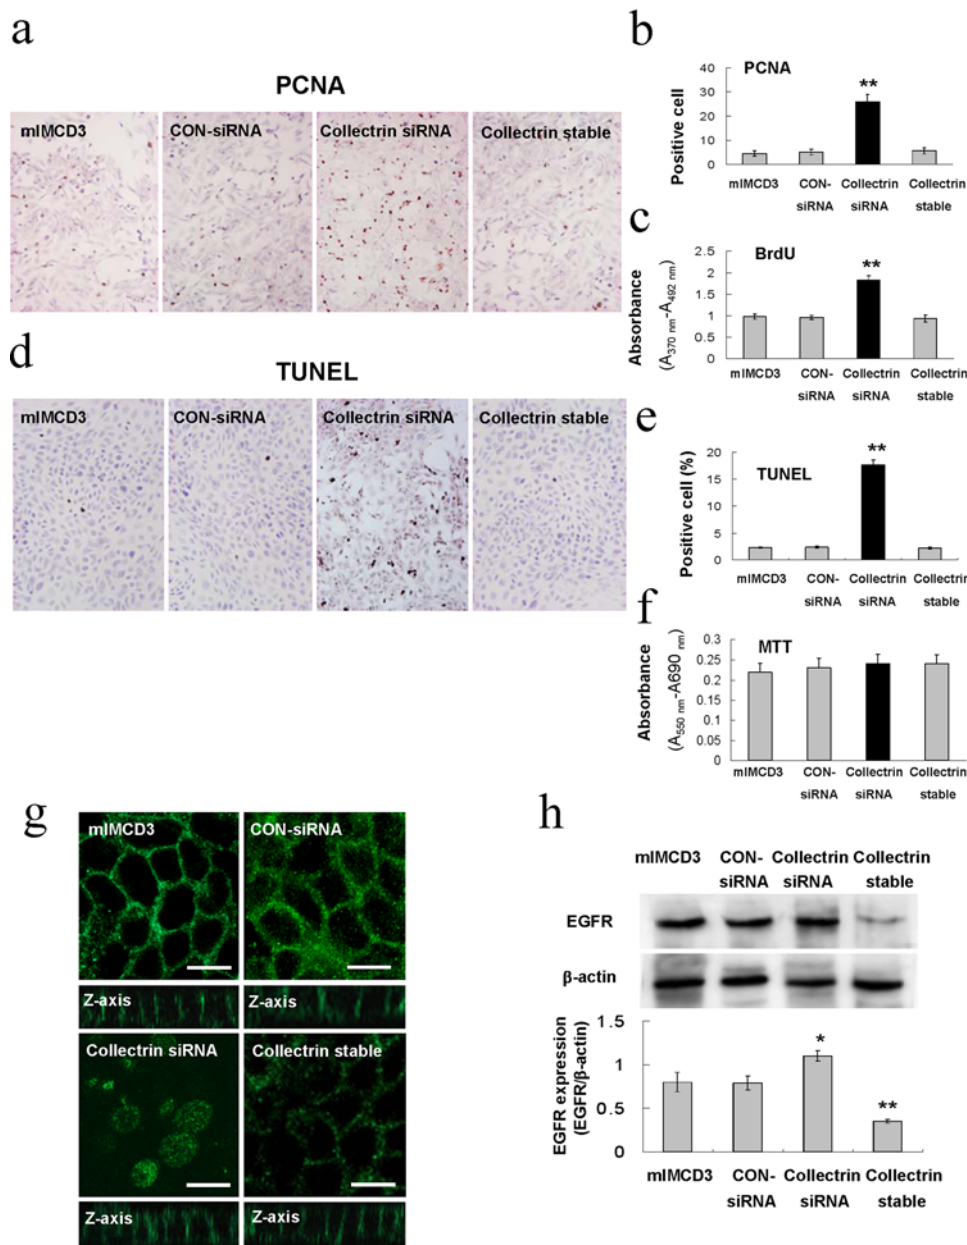 a
PCNA
mIMCD3
CON-siRNA
Collectrin siRNA
Collectrin stable
b
PCNA
**
Positive cell
40
30
20
10
0
mIMCD3
CON-
siRNA
Collectrin
siRNA
Collectrin
stable
c
BrdU
**
Absorbance
(A370 nm-A492 nm)
2.5
2
1.5
1
0.5
0
mIMCD3
CON-
siRNA
Collectrin
siRNA
Collectrin
stable
d
TUNEL
mIMCD3
CON-siRNA
Collectrin siRNA
Collectrin stable
e
TUNEL
**
Positive cell (%)
20
15
10
5
0
mIMCD3
CON-
siRNA
Collectrin
siRNA
Collectrin
stable
f
MTT
Absorbance
(A550 nm-A690 nm)
0.3
0.25
0.2
0.15
0.1
0.05
0
mIMCD3
CON-
siRNA
Collectrin
siRNA
Collectrin
stable
g
mIMCD3
CON-siRNA
Z-axis
Z-axis
Collectrin siRNA
Collectrin stable
Z-axis
Z-axis
h
mIMCD3
CON-
siRNA
Collectrin
siRNA
Collectrin
stable
EGFR
β-actin
EGFR expression
(EGFR/β-actin)
1.5
1
0.5
0
*
**
mIMCD3
CON-
siRNA
Collectrin
siRNA
Collectrin
stable